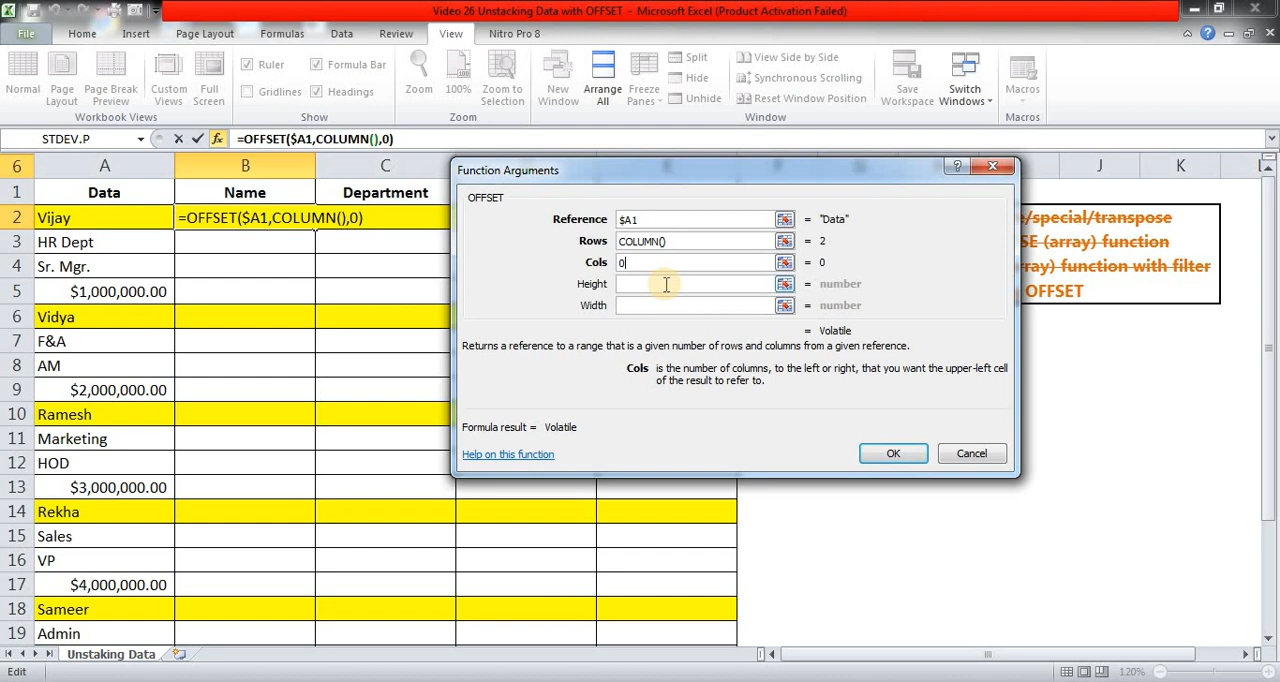 Video 26 Unstacking Data with OFFSET - Microsoft Excel (Product Activation Failed)
File Home Insert Page Layout Formulas Data Review View Nitro Pro 8
Normal Page Layout Page Break Preview Custom Views Full Screen
Workbook Views
Ruler Formula Bar
Gridlines Headings
Show
Zoom 100% Zoom to Selection
Zoom
New Window Arrange All Freeze Panes
Split
Hide
Unhide
View Side by Side
Synchronous Scrolling
Reset Window Position
Save Workspace Switch Windows
Window
Macros
Macros
STDEV.P =OFFSET($A1,COLUMN(),0)
6 A B C J K
1 Data Name Department
2 Vijay =OFFSET($A1,COLUMN(),0)
3 HR Dept
4 Sr. Mgr.
5 $1,000,000.00
6 Vidya
7 F&A
8 AM
9 $2,000,000.00
10 Ramesh
11 Marketing
12 HOD
13 $3,000,000.00
14 Rekha
15 Sales
16 VP
17 $4,000,000.00
18 Sameer
19 Admin
Function Arguments
OFFSET
Reference $A1 = "Data"
Rows COLUMN() = 2
Cols 0 = 0
Height = number
Width = number
= Volatile
Returns a reference to a range that is a given number of rows and columns from a given reference.
Cols is the number of columns, to the left or right, that you want the upper-left cell
of the result to refer to.
Formula result = Volatile
Help on this function
OK Cancel
/special/transpose
(array) function
function with filter
OFFSET
Unstaking Data
Edit 120%